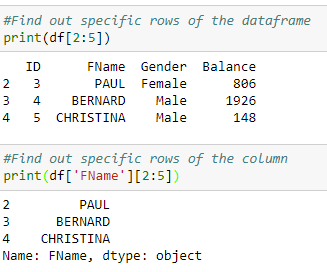 #Find out specific rows of the dataframe
print(df[2:5])
ID FName Gender Balance
2 3 PAUL Female 806
3 4 BERNARD Male 1926
4 5 CHRISTINA Male 148
#Find out specific rows of the column
print(df['FName'][2:5])
2 PAUL
3 BERNARD
4 CHRISTINA
Name: FName, dtype: object